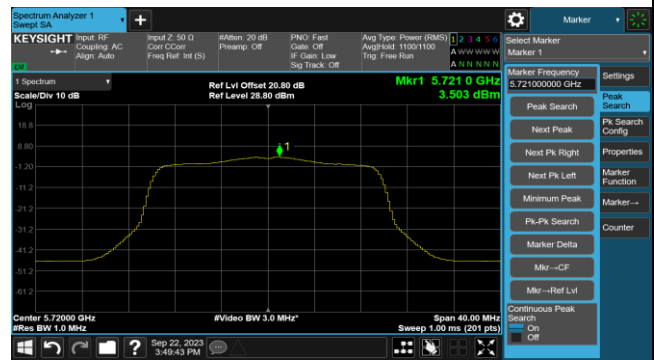 Spectrum Analyzer 1
Swept SA
+
Marker
KEYSIGHT Input: RF Input Z: 50 Ω #Atten: 20 dB PNO: Fast Avg Type: Power (RMS) 1 2 3 4 5 6
Coupling: AC Corr CCorr Preamp: Off Gate: Off Avg|Hold: 1100/1100 A W W W W W
Align: Auto Freq Ref: Int (S) IF Gain: Low Trig: Free Run A N N N N N
Sig Track: Off
LXI
Select Marker
Marker 1
1 Spectrum
Ref Lvl Offset 20.80 dB
Mkr1 5.721 0 GHz
Scale/Div 10 dB
Ref Level 28.80 dBm
3.503 dBm
Log
18.8
8.80
-1.20
-11.2
-21.2
-31.2
-41.2
-51.2
-61.2
1
Center 5.72000 GHz
#Video BW 3.0 MHz*
Span 40.00 MHz
#Res BW 1.0 MHz
Sweep 1.00 ms (201 pts)
Marker Frequency
5.721000000 GHz
Peak Search
Next Peak
Next Pk Right
Next Pk Left
Minimum Peak
Pk-Pk Search
Marker Delta
Mkr→CF
Mkr→Ref Lvl
Continuous Peak
Search
On
Off
Settings
Peak
Search
Pk Search
Config
Properties
Marker
Function
Marker→
Counter
?
Sep 22, 2023
3:49:43 PM